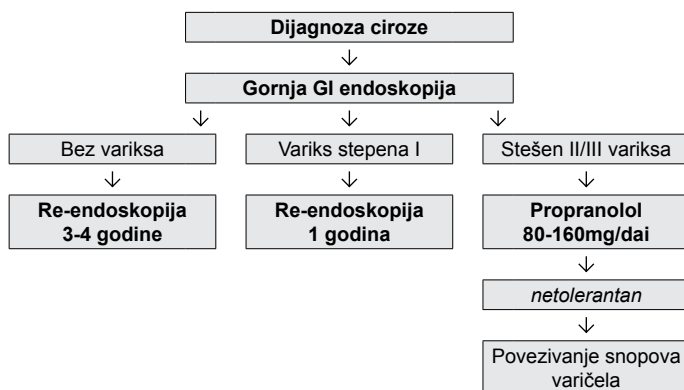 Dijagnoza ciroze
Gornja GI endoskopija
Bez variksa
Variks stepena I
Stešen II/III variksa
Re-endoskopija
3-4 godine
Re-endoskopija
1 godina
Propranolol
80-160mg/dai
netolerantan
Povezivanje snopova
varičela